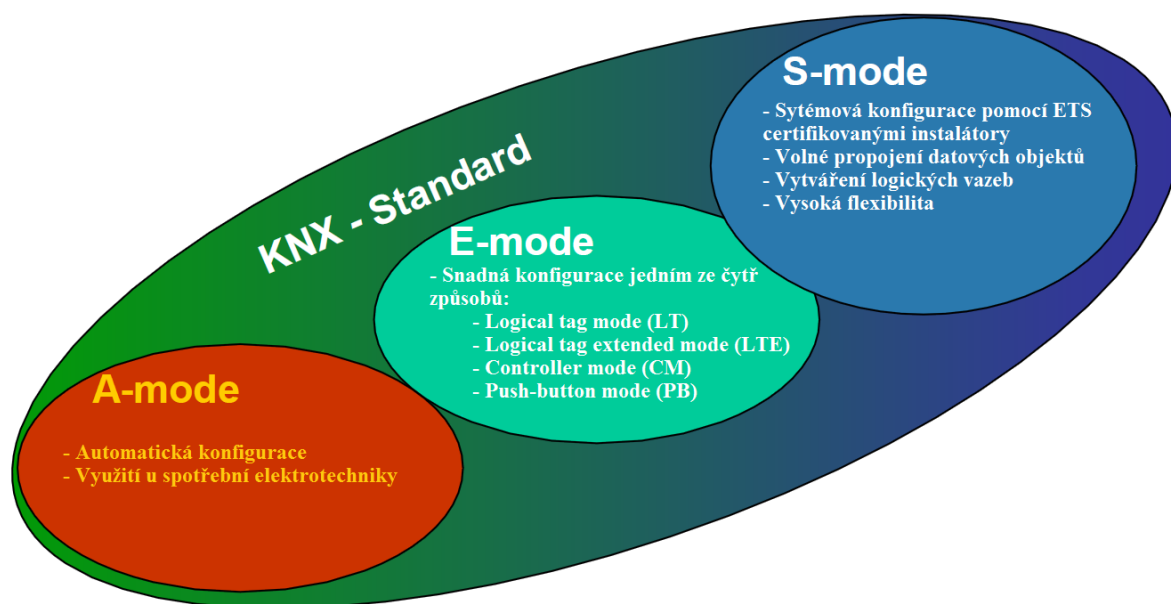 S-mode
- Sytémová konfigurace pomocí ETS
certifikovanými instalátory
- Volné propojení datových objektů
- Vytváření logických vazeb
- Vysoká flexibilita
KNX - Standard
E-mode
- Snadná konfigurace jedním ze čytř
způsobů:
- Logical tag mode (LT)
- Logical tag extended mode (LTE)
- Controller mode (CM)
- Push-button mode (PB)
A-mode
- Automatická konfigurace
- Využití u spotřební elektrotechniky